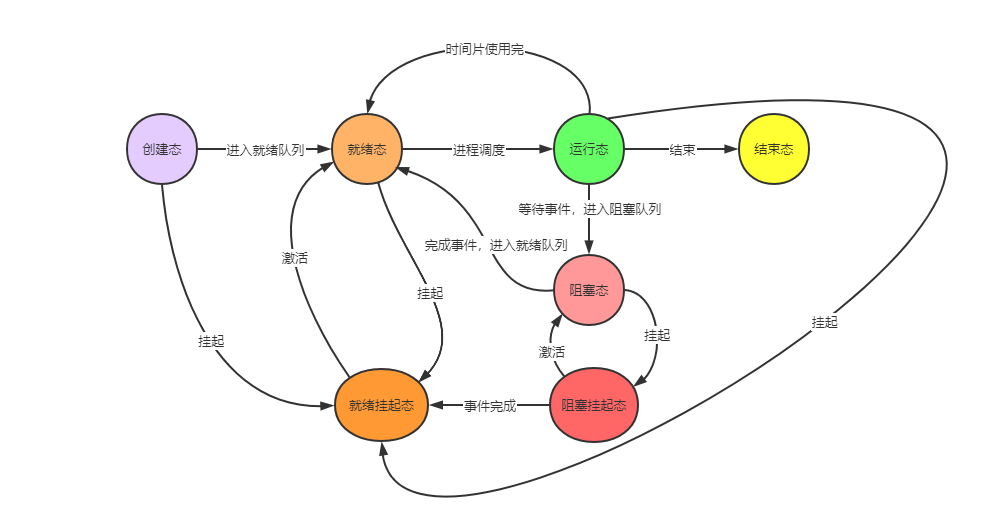 时间片使用完
创建态
进入就绪队列
就绪态
进程调度
运行态
结束
结束态
等待事件，进入阻塞队列
完成事件，进入就绪队列
激活
阻塞态
挂起
挂起
挂起
挂起
激活
就绪挂起态
事件完成
阻塞挂起态